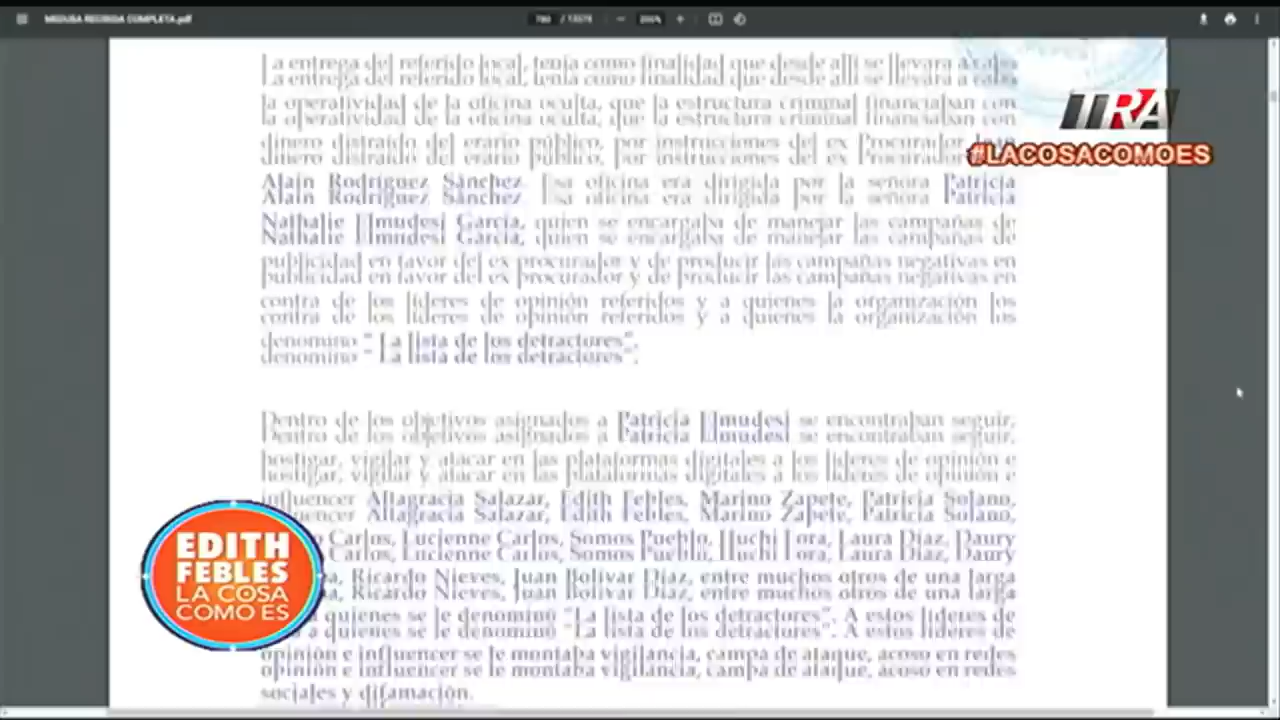 MEDUSA RECIBIDA COMPLETA.pdf
La entrega del referido local; tenía como finalidad que desde allí se llevara a cabo
la operatividad de la oficina oculta, que la estructura criminal financiaban con
dinero distraído del erario público, por instrucciones del ex Procurador Jean
Alain Rodríguez Sánchez. Esa oficina era dirigida por la señora Patricia
Nathalie Elmudesi García, quien se encargaba de manejar las campañas de
publicidad en favor del ex procurador y de producir las campañas negativas en
contra de los líderes de opinión referidos y a quienes la organización los
denomino " La lista de los detractores";
Dentro de los objetivos asignados a Patricia Elmudesi se encontraban seguir,
hostigar, vigilar y atacar en las plataformas digitales a los líderes de opinión e
influencer Altagracia Salazar, Edith Febles, Marino Zapete, Patricia Solano,
Carlos, Lucienne Carlos, Somos Pueblo, Huchi Lora, Laura Díaz, Daury
Ricardo Nieves, Juan Bolívar Díaz, entre muchos otros de una larga
a quienes se le denomino "La lista de los detractores". A estos líderes de
opinión e influencer se le montaba vigilancia, campa de ataque, acoso en redes
sociales y difamación.
TRA
#LACOSACOMOES
EDITH
FEBLES
LA COSA
COMO ES